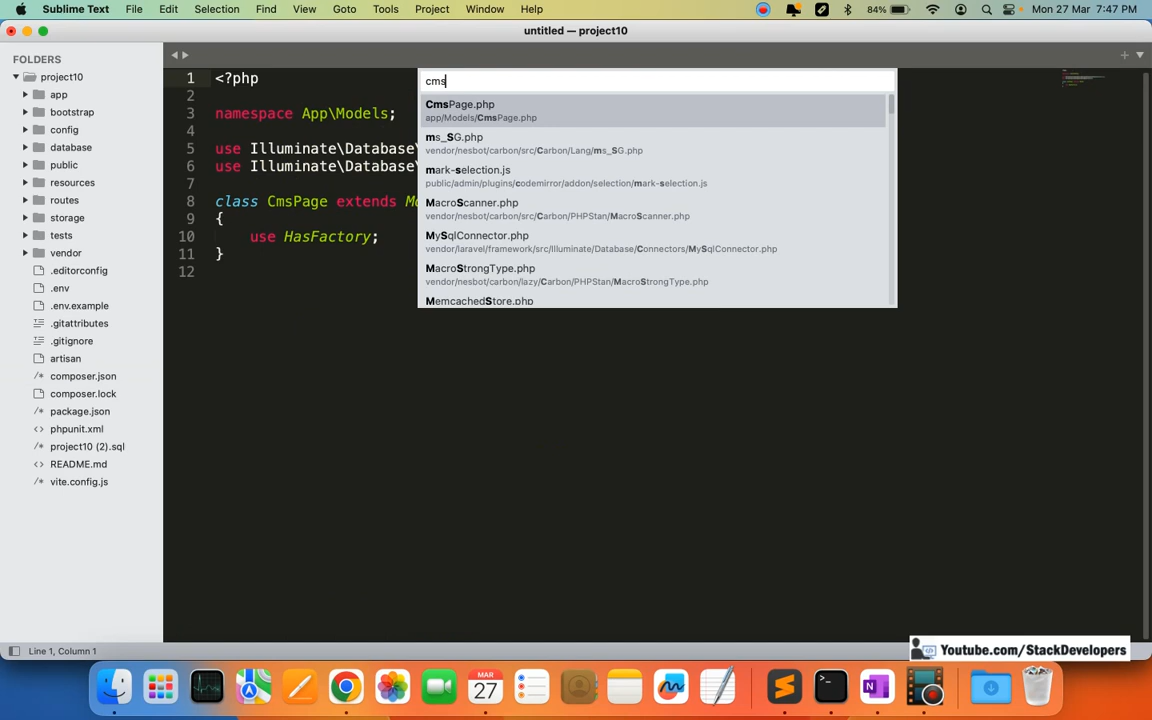 Sublime Text File Edit Selection Find View Goto Tools Project Window Help 84% Mon 27 Mar 7:47 PM
untitled — project10
FOLDERS
project10
app
bootstrap
config
database
public
resources
routes
storage
tests
vendor
.editorconfig
.env
.env.example
.gitattributes
.gitignore
artisan
composer.json
composer.lock
package.json
phpunit.xml
project10 (2).sql
README.md
vite.config.js
1 <?php
2
3 namespace App\Models;
4
5 use Illuminate\Database\
6 use Illuminate\Database\
7
8 class CmsPage extends Mo
9 {
10 use HasFactory;
11 }
12
cms
CmsPage.php
app/Models/CmsPage.php
ms_SG.php
vendor/nesbot/carbon/src/Carbon/Lang/ms_SG.php
mark-selection.js
public/admin/plugins/codemirror/addon/selection/mark-selection.js
MacroScanner.php
vendor/nesbot/carbon/src/Carbon/PHPStan/MacroScanner.php
MySqlConnector.php
vendor/laravel/framework/src/Illuminate/Database/Connectors/MySqlConnector.php
MacroStrongType.php
vendor/nesbot/carbon/lazy/Carbon/PHPStan/MacroStrongType.php
MemcachedStore.php
Line 1, Column 1
Youtube.com/StackDevelopers
MAR
27